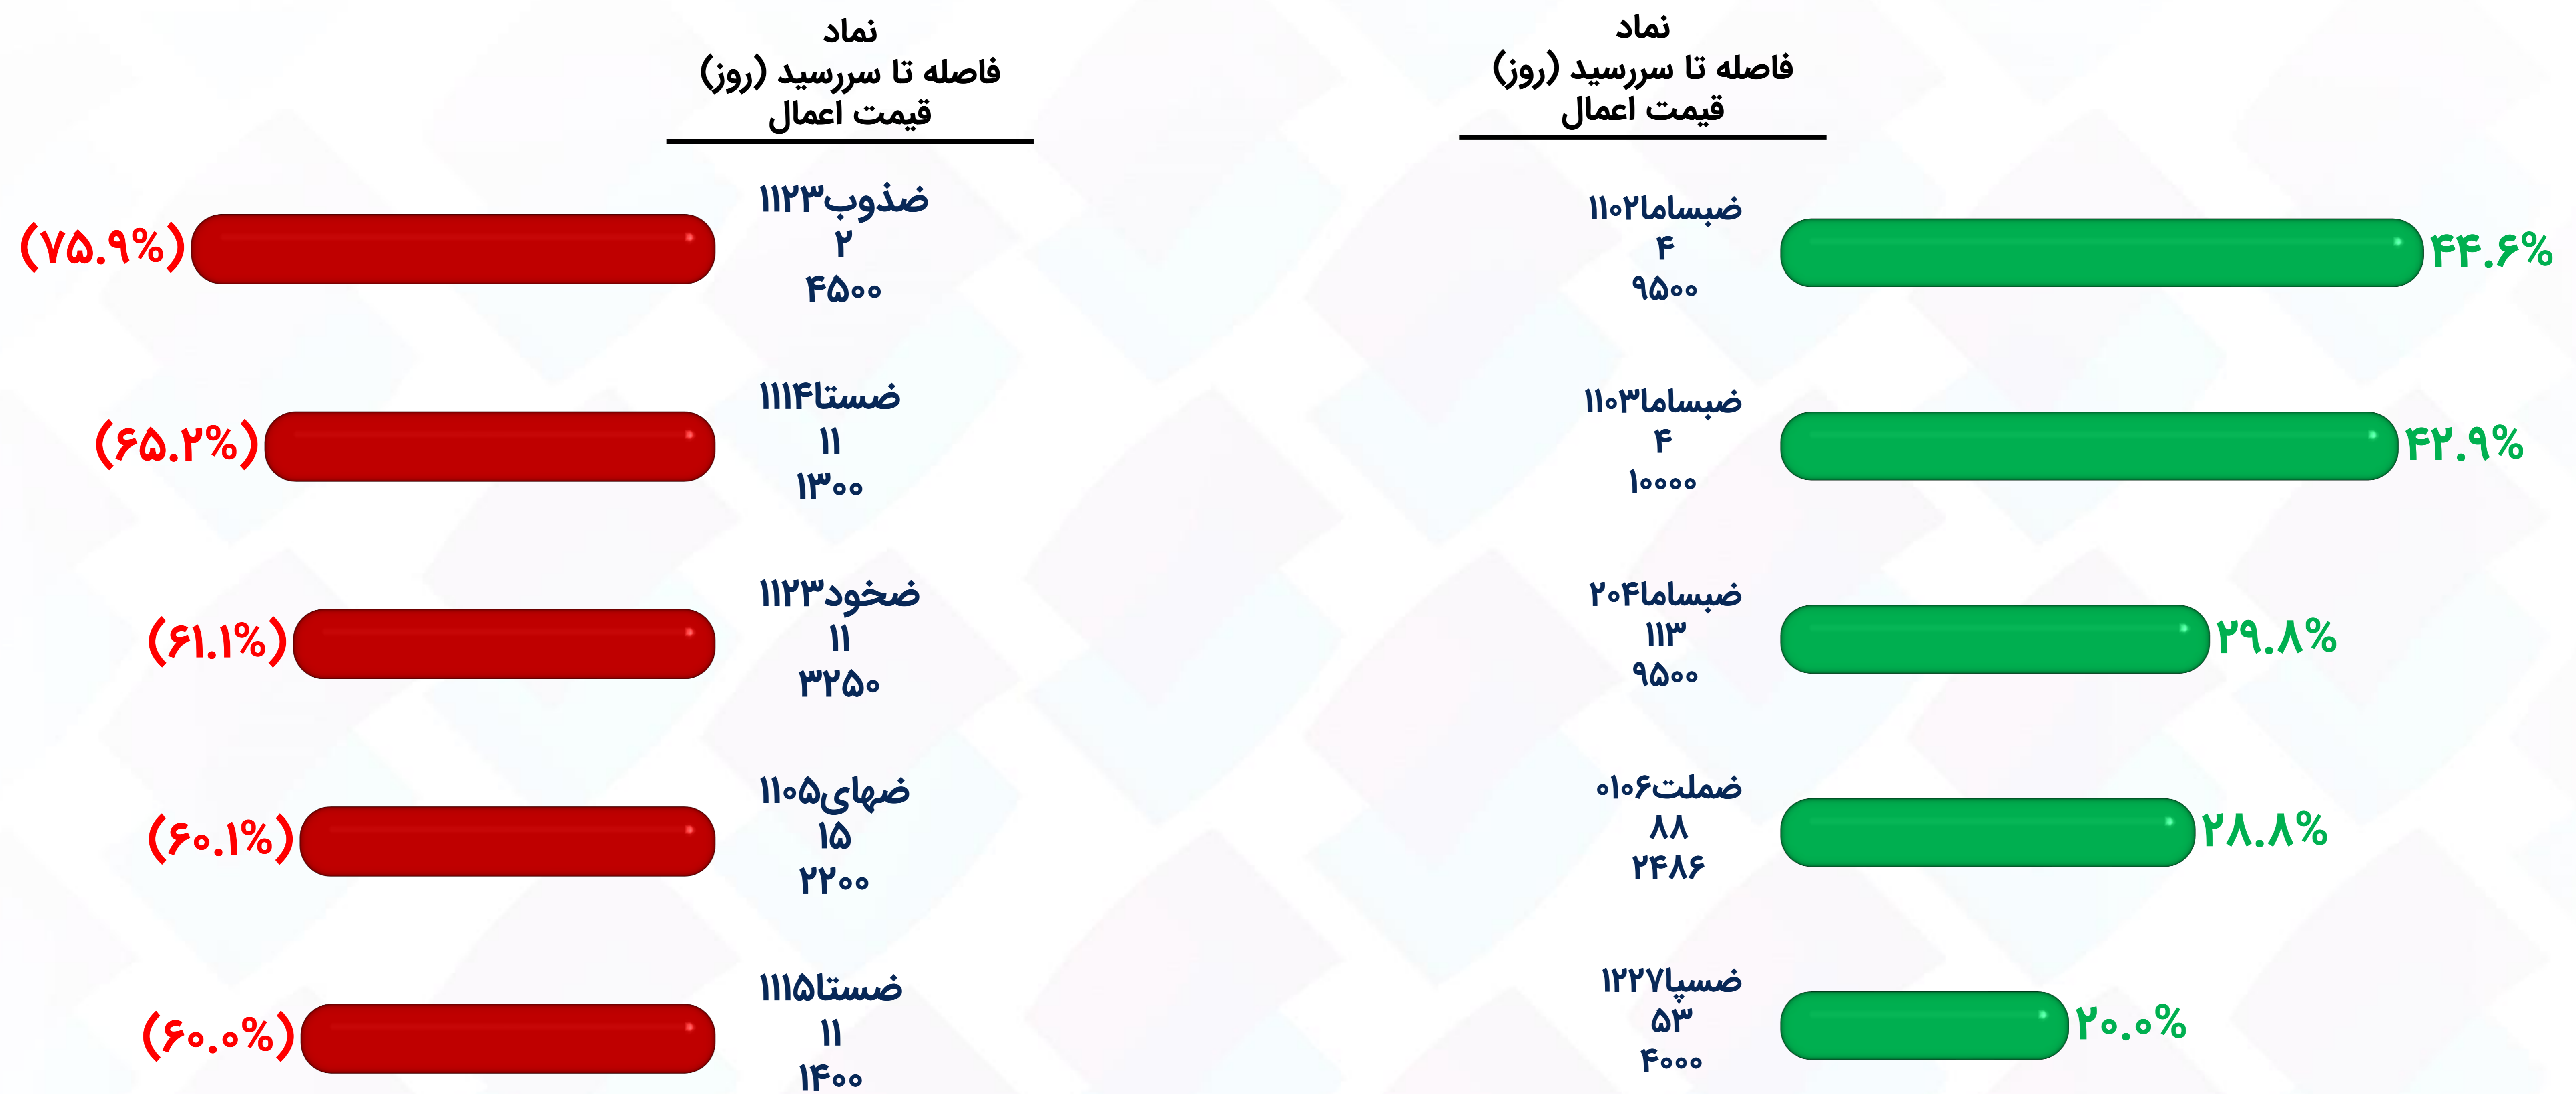 نماد
فاصله تا سررسید (روز)
قیمت اعمال
ضبساما۱۱۰۲
۴
۹۵۰۰
۴۴.۶%
ضبساما۱۱۰۳
۴
۱۰۰۰۰
۴۲.۹%
ضبساما۲۰۴
۱۱۳
۹۵۰۰
۲۹.۸%
ضملت۰۱۰۶
۸۸
۲۴۸۶
۲۸.۸%
ضسپا۱۲۲۷
۵۳
۴۰۰۰
۲۰.۰%
نماد
فاصله تا سررسید (روز)
قیمت اعمال
ضذوب۱۱۲۳
۲
۴۵۰۰
(۷۵.۹%)
ضستا۱۱۱۴
۱۱
۱۳۰۰
(۶۵.۲%)
ضخود۱۱۲۳
۱۱
۳۲۵۰
(۶۱.۱%)
ضهای۱۱۰۵
۱۵
۲۲۰۰
(۶۰.۱%)
ضستا۱۱۱۵
۱۱
۱۴۰۰
(۶۰.۰%)